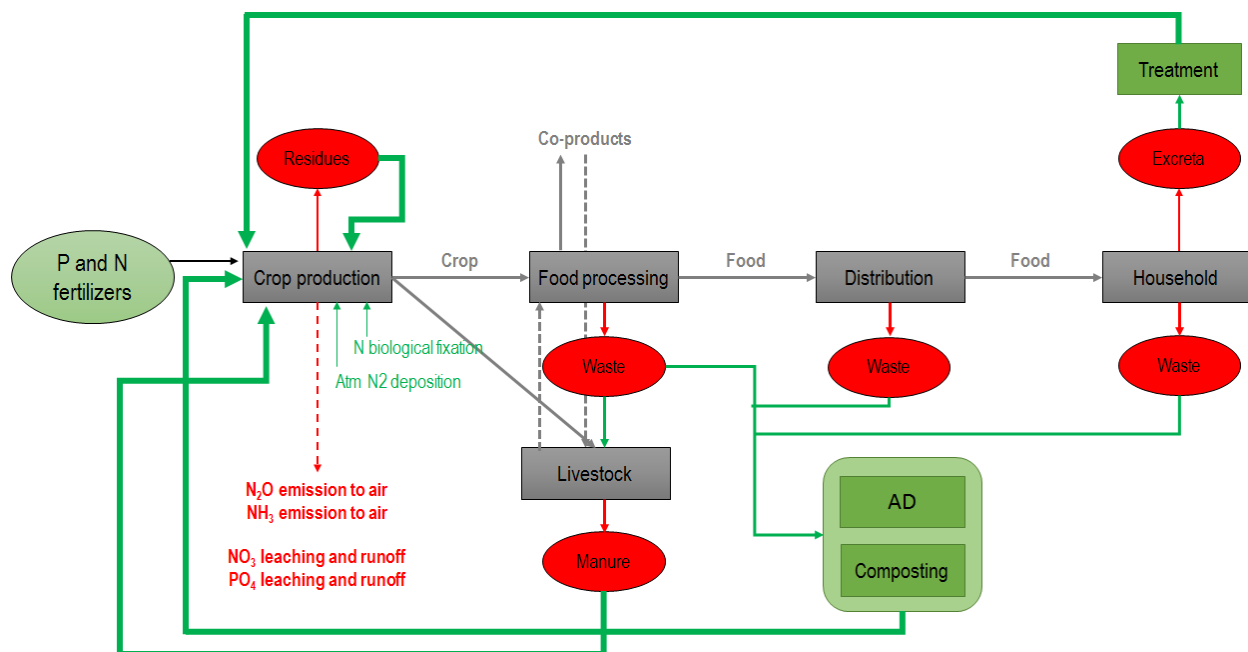 Treatment
Co-products
Residues
Excreta
P and N
fertilizers
Crop production
Crop
Food processing
Food
Distribution
Food
Household
N biological fixation
Atm N2 deposition
Waste
Waste
Waste
Livestock
N₂O emission to air
NH₃ emission to air
NO₃ leaching and runoff
PO₄ leaching and runoff
Manure
AD
Composting